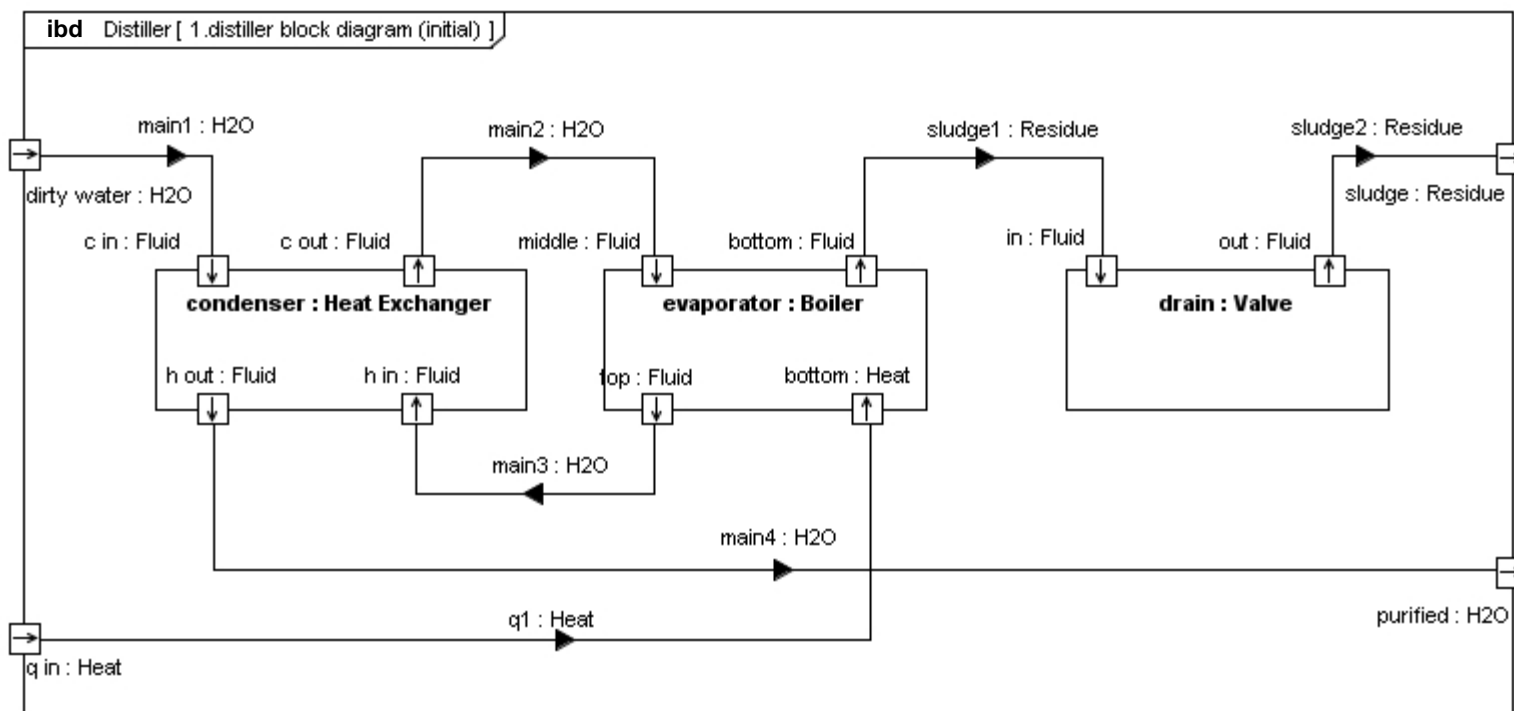 ibd Distiller [ 1.distiller block diagram (initial) ]
main1 : H2O
main2 : H2O
sludge1 : Residue
sludge2 : Residue
dirty water : H2O
sludge : Residue
c in : Fluid
c out : Fluid
middle : Fluid
bottom : Fluid
in : Fluid
out : Fluid
condenser : Heat Exchanger
evaporator : Boiler
drain : Valve
h out : Fluid
h in : Fluid
top : Fluid
bottom : Heat
main3 : H2O
main4 : H2O
purified : H2O
q1 : Heat
q in : Heat